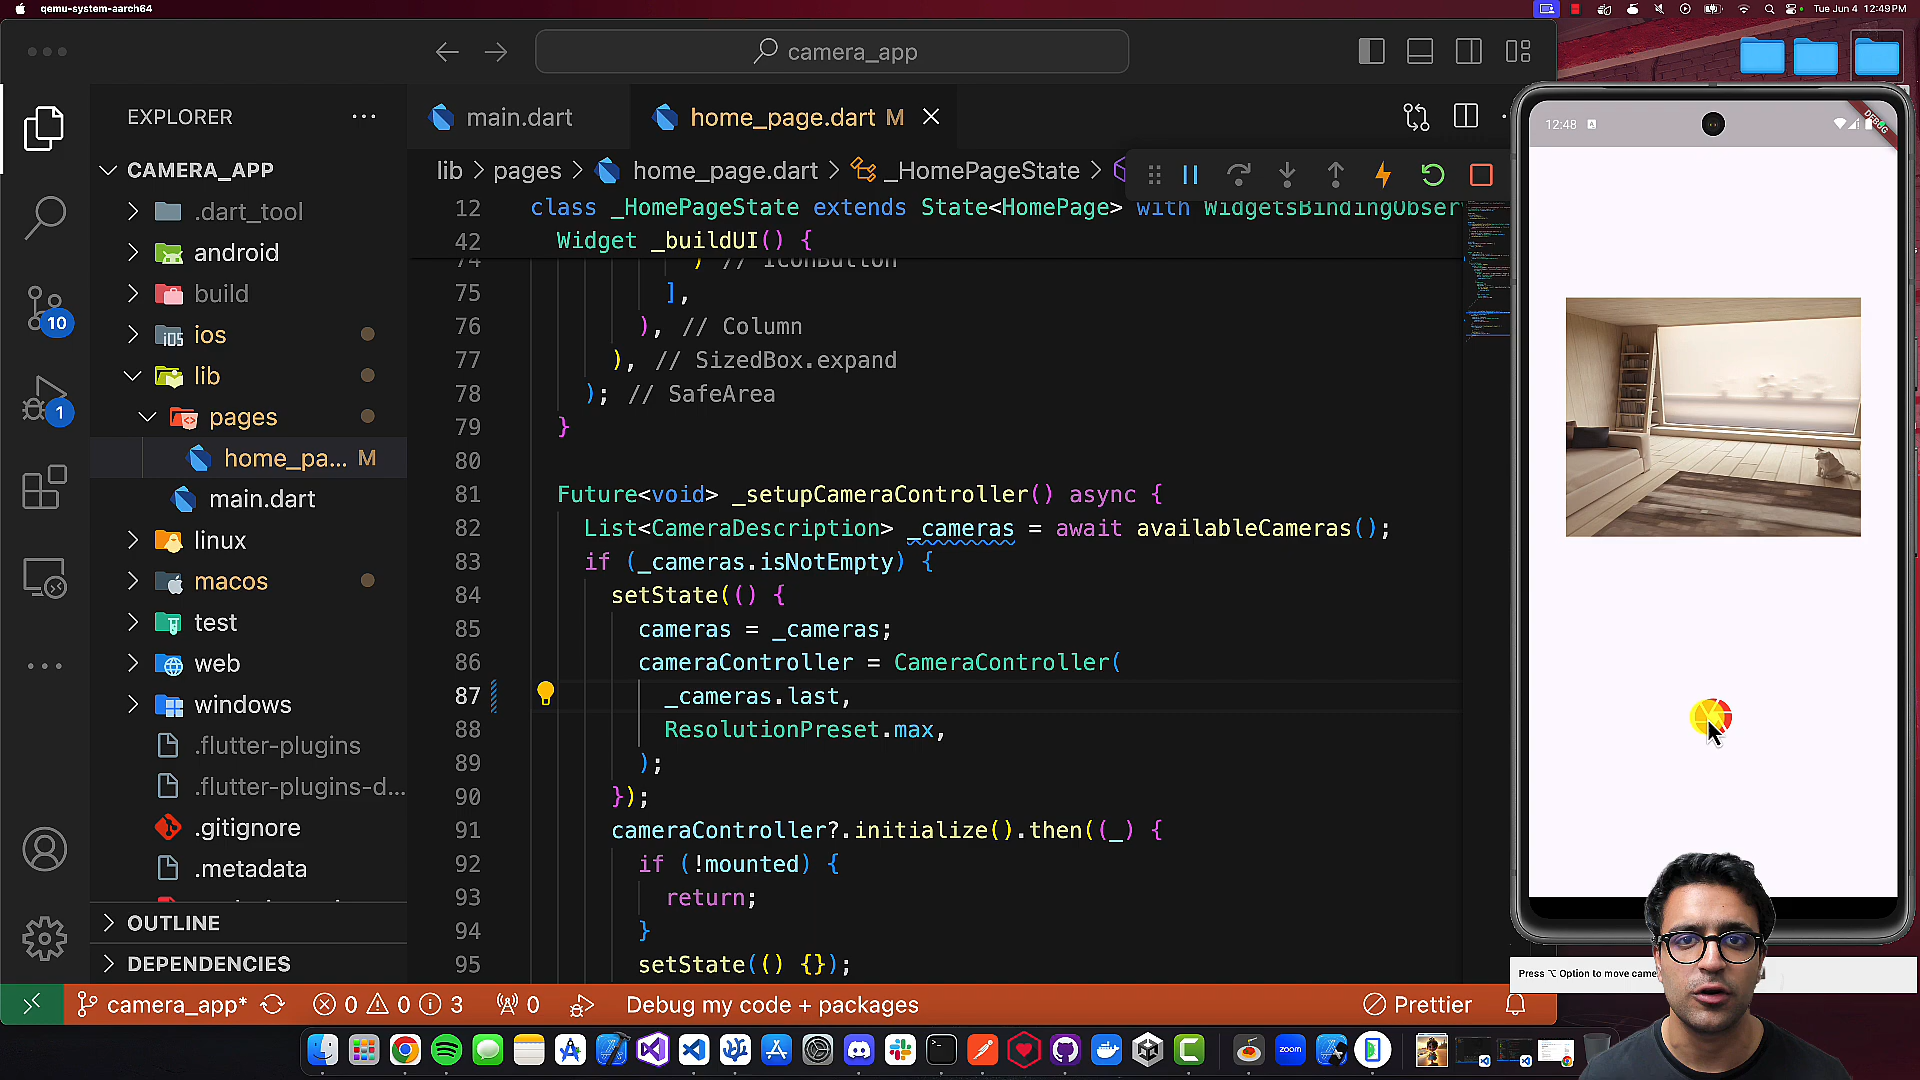 qemu-system-aarch64
Tue Jun 4 12:49 PM
camera_app
EXPLORER
main.dart
home_page.dart M
CAMERA_APP
.dart_tool
android
build
ios
lib
pages
home_pa... M
main.dart
linux
macos
test
web
windows
.flutter-plugins
.flutter-plugins-d...
.gitignore
.metadata
OUTLINE
DEPENDENCIES
10
1
lib > pages > home_page.dart > _HomePageState >
12 class _HomePageState extends State<HomePage> with WidgetsBindingObser
42 Widget _buildUI() {
74 ) // IconButton
75 ],
76 ), // Column
77 ), // SizedBox.expand
78 ); // SafeArea
79 }
80
81 Future<void> _setupCameraController() async {
82 List<CameraDescription> _cameras = await availableCameras();
83 if (_cameras.isNotEmpty) {
84 setState(() {
85 cameras = _cameras;
86 cameraController = CameraController(
87 _cameras.last,
88 ResolutionPreset.max,
89 );
90 });
91 cameraController?.initialize().then((_) {
92 if (!mounted) {
93 return;
94 }
95 setState(() {});
12:48
DEBUG
Press ⌥ Option to move came
camera_app* 0 0 3 0 Debug my code + packages Prettier
zoom